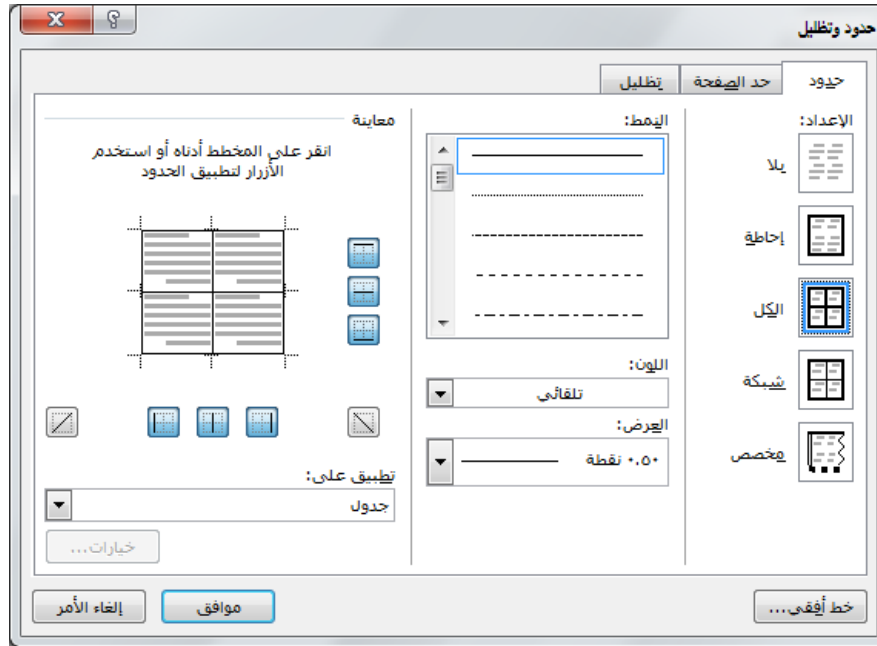 حدود وتظليل
حدود
حد الصفحة
تظليل
الإعداد:
بلا
إحاطة
الكل
شبكة
مخصص
النمط:
اللون:
تلقائي
العرض:
٠.٥٠ نقطة
معاينة
انقر على المخطط أدناه أو استخدم
الأزرار لتطبيق الحدود
تطبيق على:
جدول
خيارات...
خط أفقي...
موافق
إلغاء الأمر